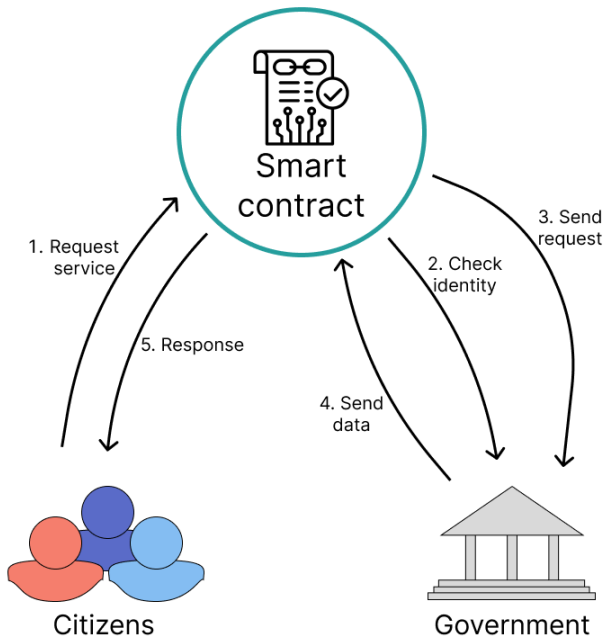 Smart
contract
1. Request
service
5. Response
2. Check
identity
3. Send
request
4. Send
data
Citizens
Government